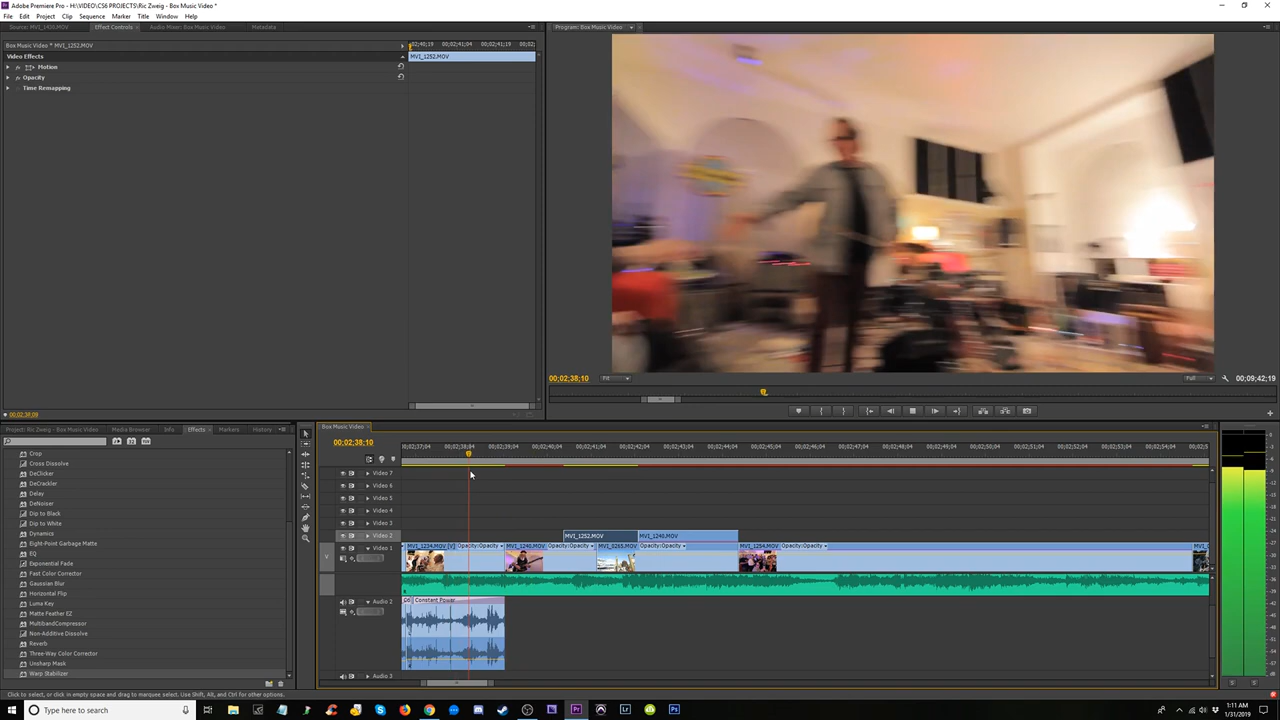 Adobe Premiere Pro - H:\VIDEO\CS6 PROJECTS\Ric Zweig - Box Music Video *
File Edit Project Clip Sequence Marker Title Window Help
Effect Controls Audio Mixer: Box Music Video Metadata
Program: Box Music Video
Box Music Video * MVI_1252.MOV
Video Effects
MVI_1252.MOV
Motion
Opacity
Time Remapping
00;02;38;10 Fit Full 00;09;42;19
Project: Ric Zweig - Box Music Video Media Browser Info Effects Markers History
Box Music Video
00;02;38;10
Crop
Cross Dissolve
DeClicker
DeCrackler
Delay
DeNoiser
Dip to Black
Dip to White
Dynamics
Eight-Point Garbage Matte
EQ
Exponential Fade
Fast Color Corrector
Gaussian Blur
Horizontal Flip
Luma Key
Matte Feather EZ
MultibandCompressor
Non-Additive Dissolve
Reverb
Three-Way Color Corrector
Unsharp Mask
Warp Stabilizer
Video 7
Video 6
Video 5
Video 4
Video 3
Video 2 MVI_1252.MOV MVI_1240.MOV
Video 1 MVI_1234.MOV [V] Opacity:Opacity MVI_1240.MOV Opacity:Opacity MVI_0265.MOV Opacity:Opacity MVI_1254.MOV Opacity:Opacity
Audio 2 Constant Power
Audio 3
Click to select, or click in empty space and drag to marquee select. Use Shift, Alt, and Ctrl for other options.
Type here to search
1:11 AM
1/31/2019